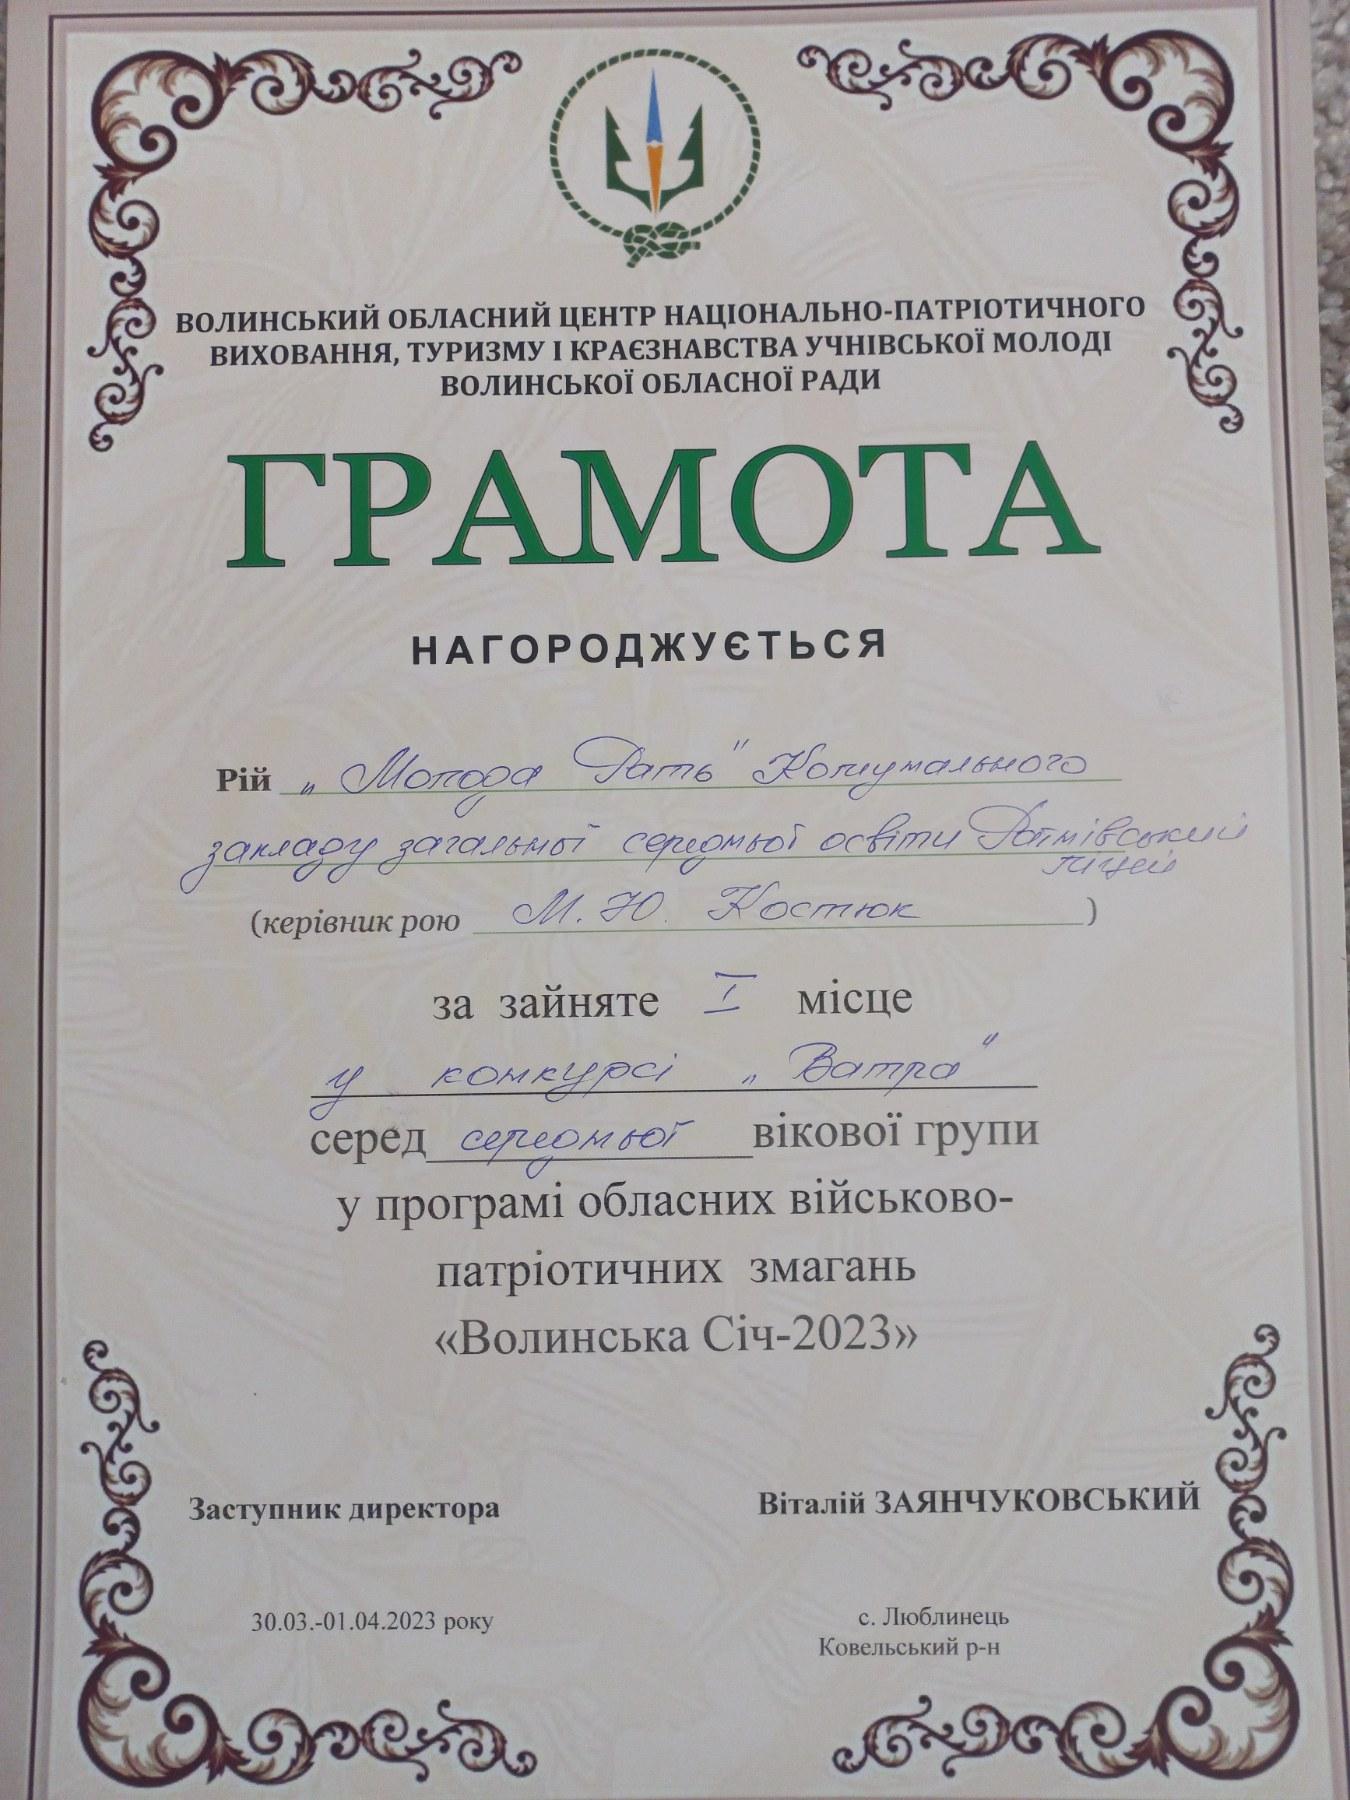 ВОЛИНСЬКИЙ ОБЛАСНИЙ ЦЕНТР НАЦІОНАЛЬНО-ПАТРІОТИЧНОГО
ВИХОВАННЯ, ТУРИЗМУ І КРАЄЗНАВСТВА УЧНІВСЬКОЇ МОЛОДІ
ВОЛИНСЬКОЇ ОБЛАСНОЇ РАДИ
ГРАМОТА
НАГОРОДЖУЄТЬСЯ
Рій „Молода Рать" Комунального
закладу загальної середньої освіти Ратнівський
ліцей
(керівник рою М. Ю. Костюк)
за зайняте I місце
у конкурсі „Ватра"
серед середньої вікової групи
у програмі обласних військово-
патріотичних змагань
«Волинська Січ-2023»
Заступник директора Віталій ЗАЯНЧУКОВСЬКИЙ
30.03.-01.04.2023 року с. Люблинець
Ковельський р-н